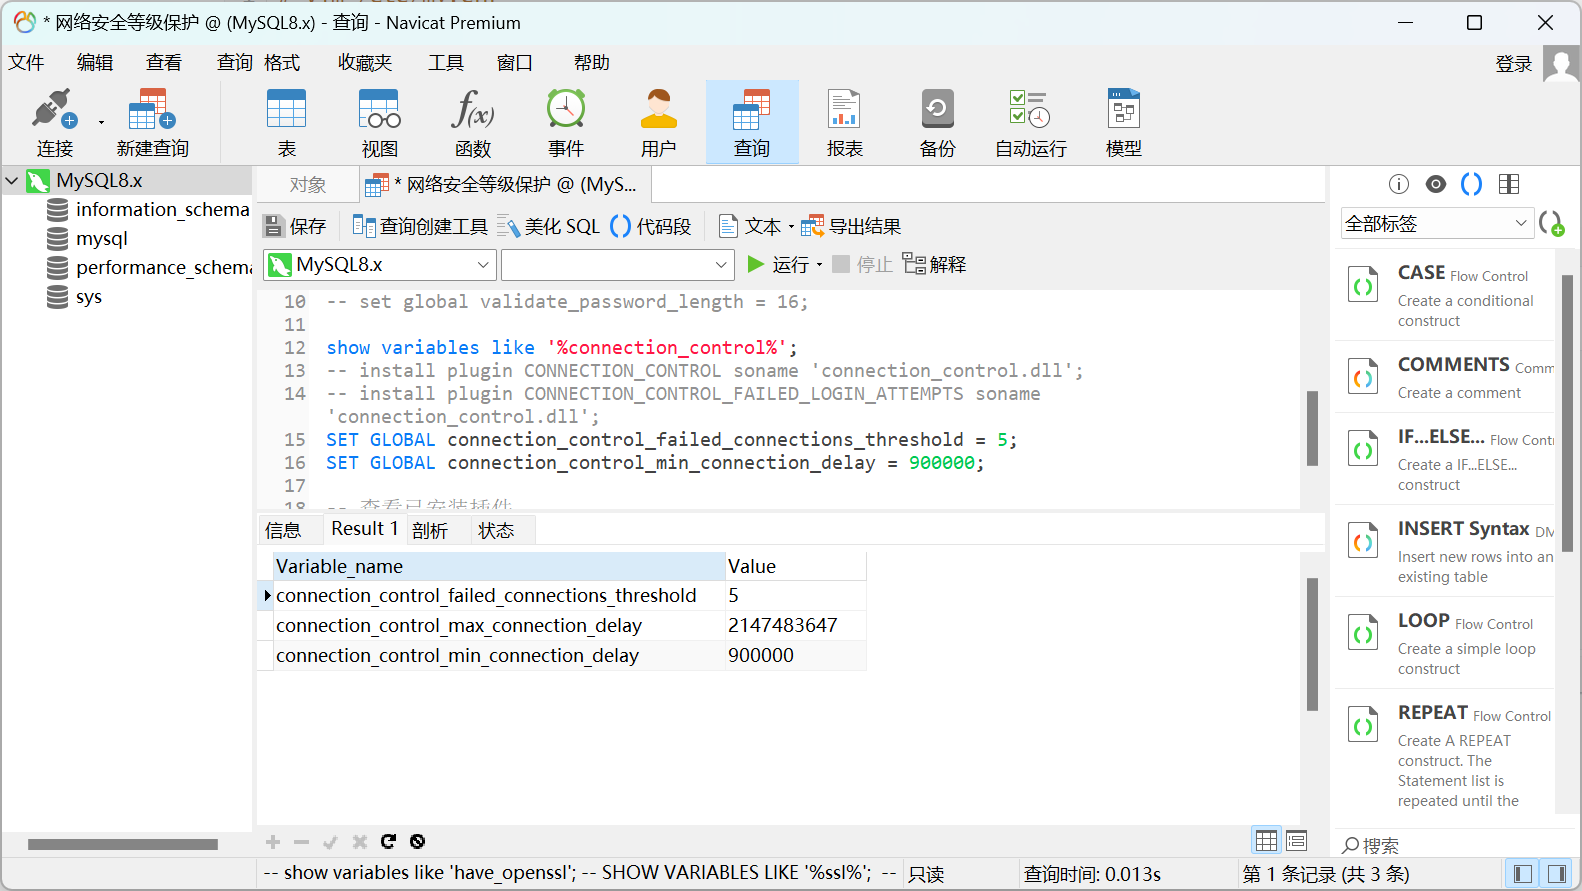 * 网络安全等级保护 @ (MySQL8.x) - 查询 - Navicat Premium
文件 编辑 查看 查询 格式 收藏夹 工具 窗口 帮助 登录
连接 新建查询 表 视图 函数 事件 用户 查询 报表 备份 自动运行 模型
MySQL8.x
information_schema
mysql
performance_schema
sys
对象 * 网络安全等级保护 @ (MyS...
保存 查询创建工具 美化 SQL 代码段 文本 导出结果
MySQL8.x 运行 停止 解释
10 -- set global validate_password_length = 16;
11
12 show variables like '%connection_control%';
13 -- install plugin CONNECTION_CONTROL soname 'connection_control.dll';
14 -- install plugin CONNECTION_CONTROL_FAILED_LOGIN_ATTEMPTS soname
'connection_control.dll';
15 SET GLOBAL connection_control_failed_connections_threshold = 5;
16 SET GLOBAL connection_control_min_connection_delay = 900000;
17
18 -- 查看已安装插件
信息 Result 1 剖析 状态
Variable_name Value
connection_control_failed_connections_threshold 5
connection_control_max_connection_delay 2147483647
connection_control_min_connection_delay 900000
全部标签
CASE Flow Control
Create a conditional
construct
COMMENTS Comm
Create a comment
IF...ELSE... Flow Conti
Create a IF...ELSE...
construct
INSERT Syntax DM
Insert new rows into an
existing table
LOOP Flow Control
Create a simple loop
construct
REPEAT Flow Control
Create A REPEAT
construct. The
Statement list is
repeated until the
搜索
-- show variables like 'have_openssl'; -- SHOW VARIABLES LIKE '%ssl%'; -- 只读 查询时间: 0.013s 第 1 条记录 (共 3 条)